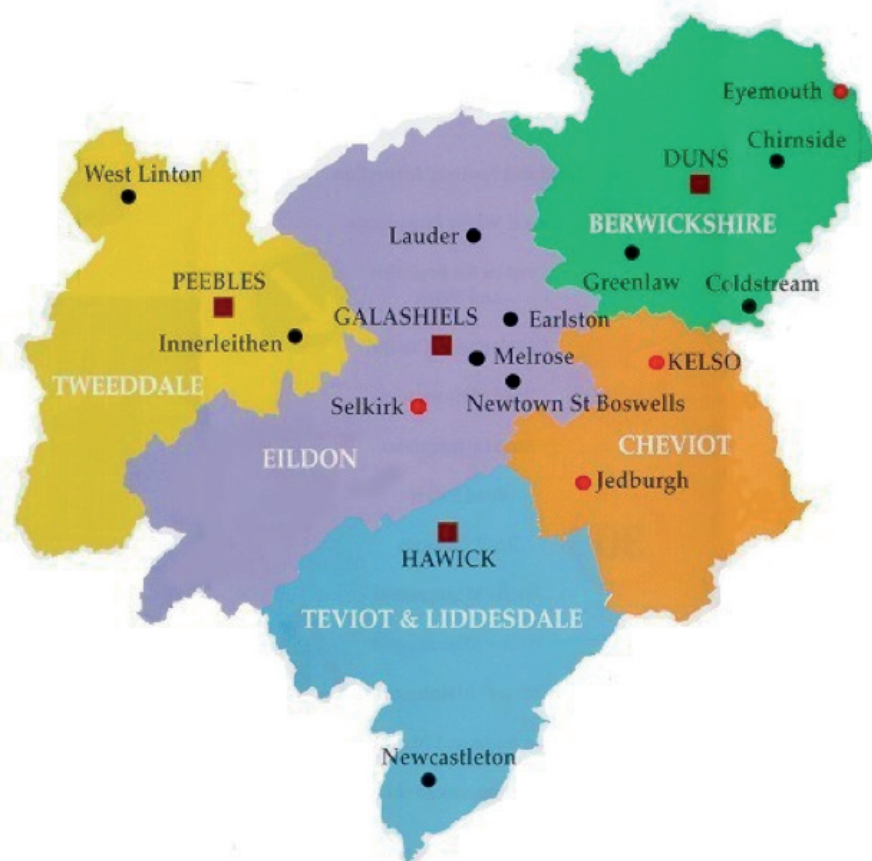 Eyemouth
Chirnside
DUNS
West Linton
BERWICKSHIRE
Lauder
Greenlaw
Coldstream
PEEBLES
GALASHIELS
Earlston
Innerleithen
Melrose
KELSO
TWEEDDALE
Selkirk
Newtown St Boswells
CHEVIOT
EILDON
Jedburgh
HAWICK
TEVIOT & LIDDESDALE
Newcastleton